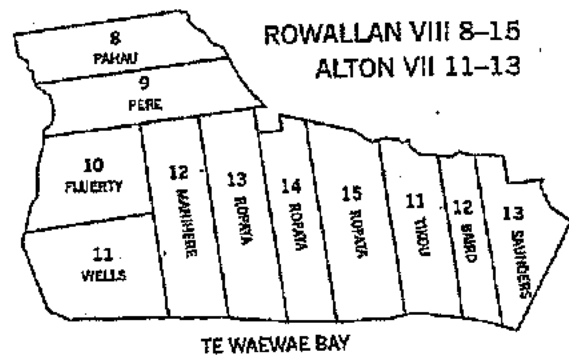 ROWALLAN VIII 8–15
ALTON VII 11–13
8
PAHAU
9
PERE
10
FLUERTY
11
WELLS
12 MANIHERE
13 ROPATA
14 ROPATA
15 ROPATA
11
12 BAIRD
13 SAUNDERS
TE WAEWAE BAY